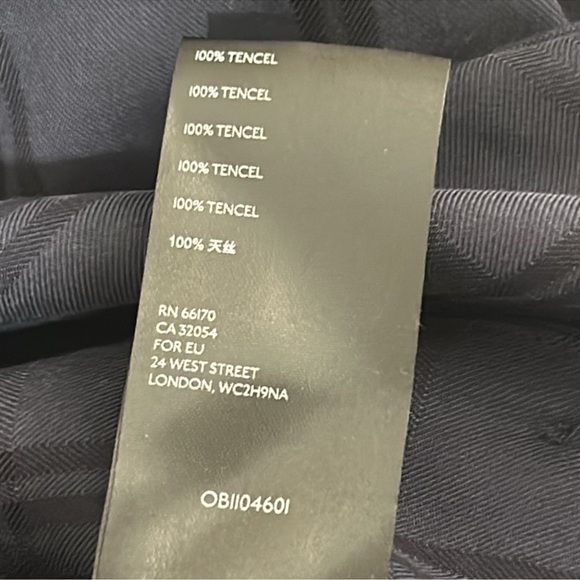 100% TENCEL
100% TENCEL
100% TENCEL
100% TENCEL
100% TENCEL
100% 天丝
RN 66170
CA 32054
FOR EU
24 WEST STREET
LONDON, WC2H9NA
OB1104601